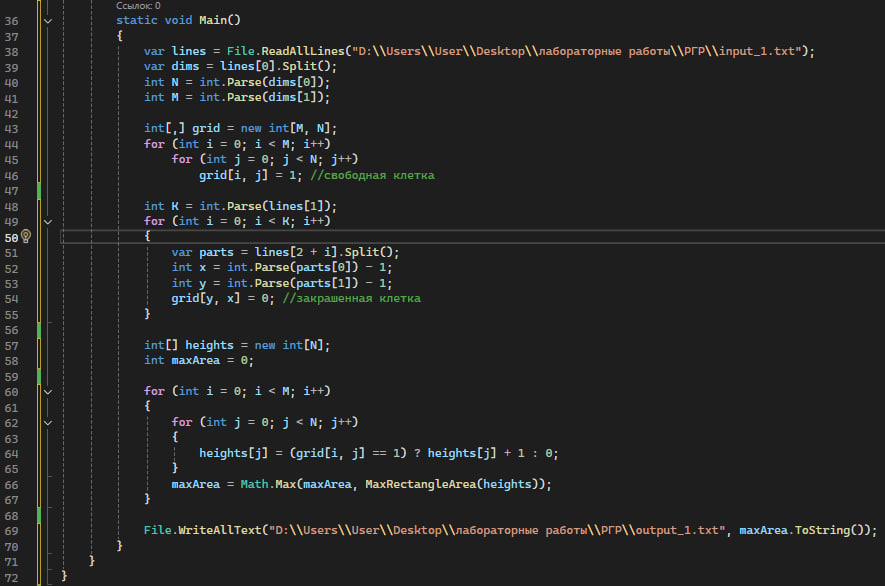 Ссылок: 0
36 static void Main()
37 {
38 var lines = File.ReadAllLines("D:\\Users\\User\\Desktop\\лабораторные работы\\РГР\\input_1.txt");
39 var dims = lines[0].Split();
40 int N = int.Parse(dims[0]);
41 int M = int.Parse(dims[1]);
42
43 int[,] grid = new int[M, N];
44 for (int i = 0; i < M; i++)
45 for (int j = 0; j < N; j++)
46 grid[i, j] = 1; //свободная клетка
47
48 int K = int.Parse(lines[1]);
49 for (int i = 0; i < K; i++)
50 {
51 var parts = lines[2 + i].Split();
52 int x = int.Parse(parts[0]) - 1;
53 int y = int.Parse(parts[1]) - 1;
54 grid[y, x] = 0; //закрашенная клетка
55 }
56
57 int[] heights = new int[N];
58 int maxArea = 0;
59
60 for (int i = 0; i < M; i++)
61 {
62 for (int j = 0; j < N; j++)
63 {
64 heights[j] = (grid[i, j] == 1) ? heights[j] + 1 : 0;
65 }
66 maxArea = Math.Max(maxArea, MaxRectangleArea(heights));
67 }
68
69 File.WriteAllText("D:\\Users\\User\\Desktop\\лабораторные работы\\РГР\\output_1.txt", maxArea.ToString());
70 }
71 }
72 }